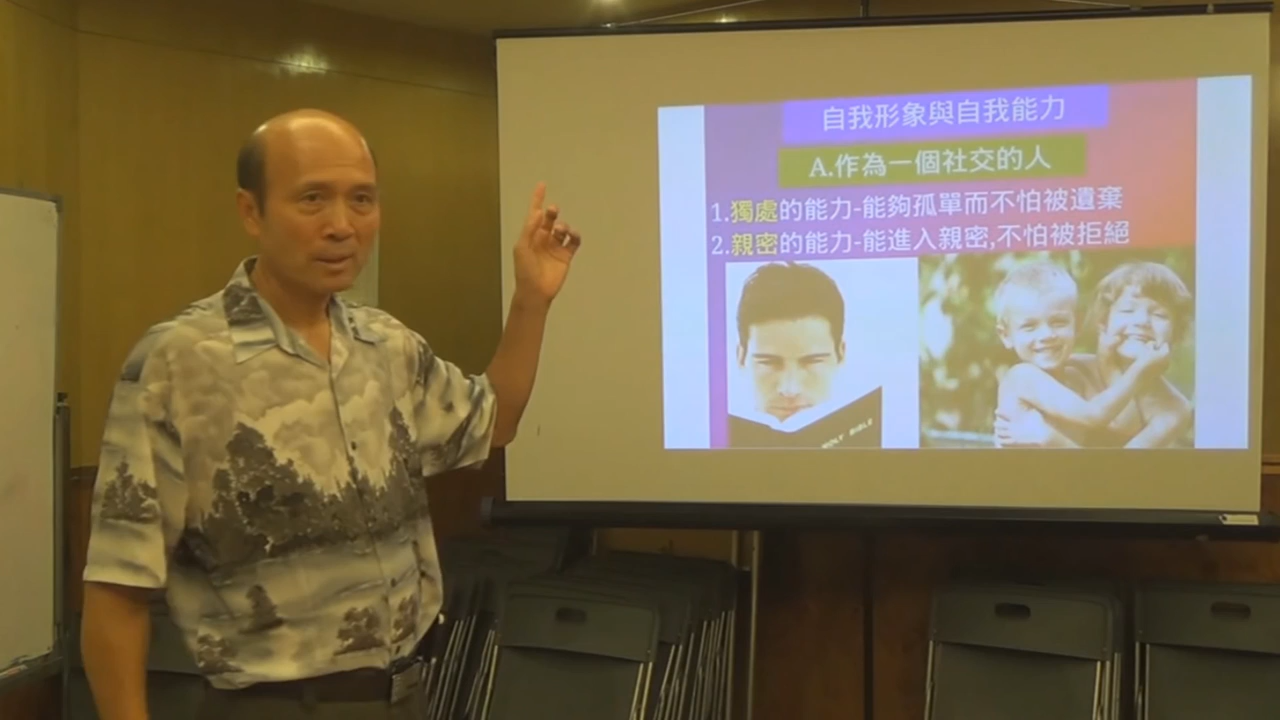 自我形象與自我能力
A.作為一個社交的人
1.獨處的能力-能夠孤單而不怕被遺棄
2.親密的能力-能進入親密,不怕被拒絕
HOLY BIBLE